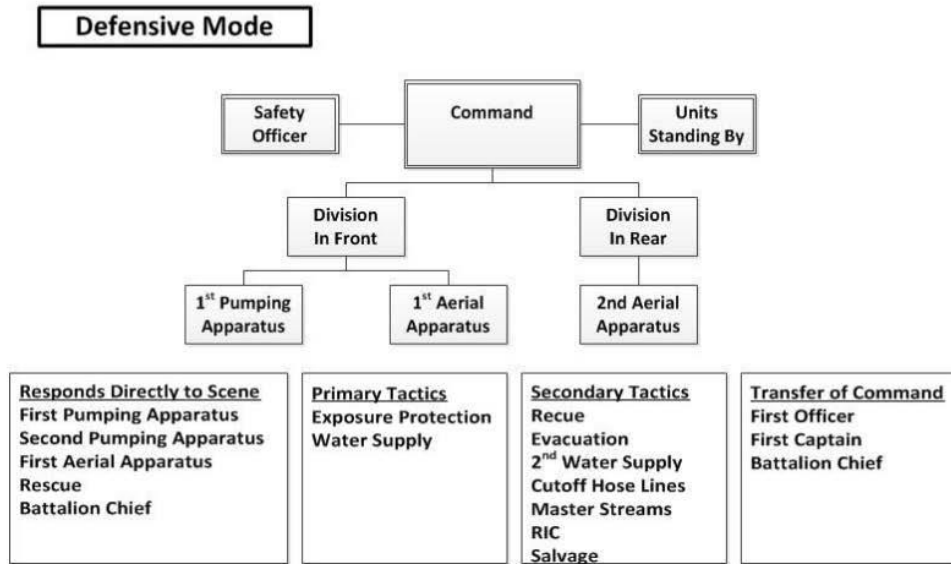 Defensive Mode
Safety
Officer
Command
Units
Standing By
Division
In Front
Division
In Rear
1st Pumping
Apparatus
1st Aerial
Apparatus
2nd Aerial
Apparatus
Responds Directly to Scene
First Pumping Apparatus
Second Pumping Apparatus
First Aerial Apparatus
Rescue
Battalion Chief
Primary Tactics
Exposure Protection
Water Supply
Secondary Tactics
Recue
Evacuation
2nd Water Supply
Cutoff Hose Lines
Master Streams
RIC
Salvage
Transfer of Command
First Officer
First Captain
Battalion Chief